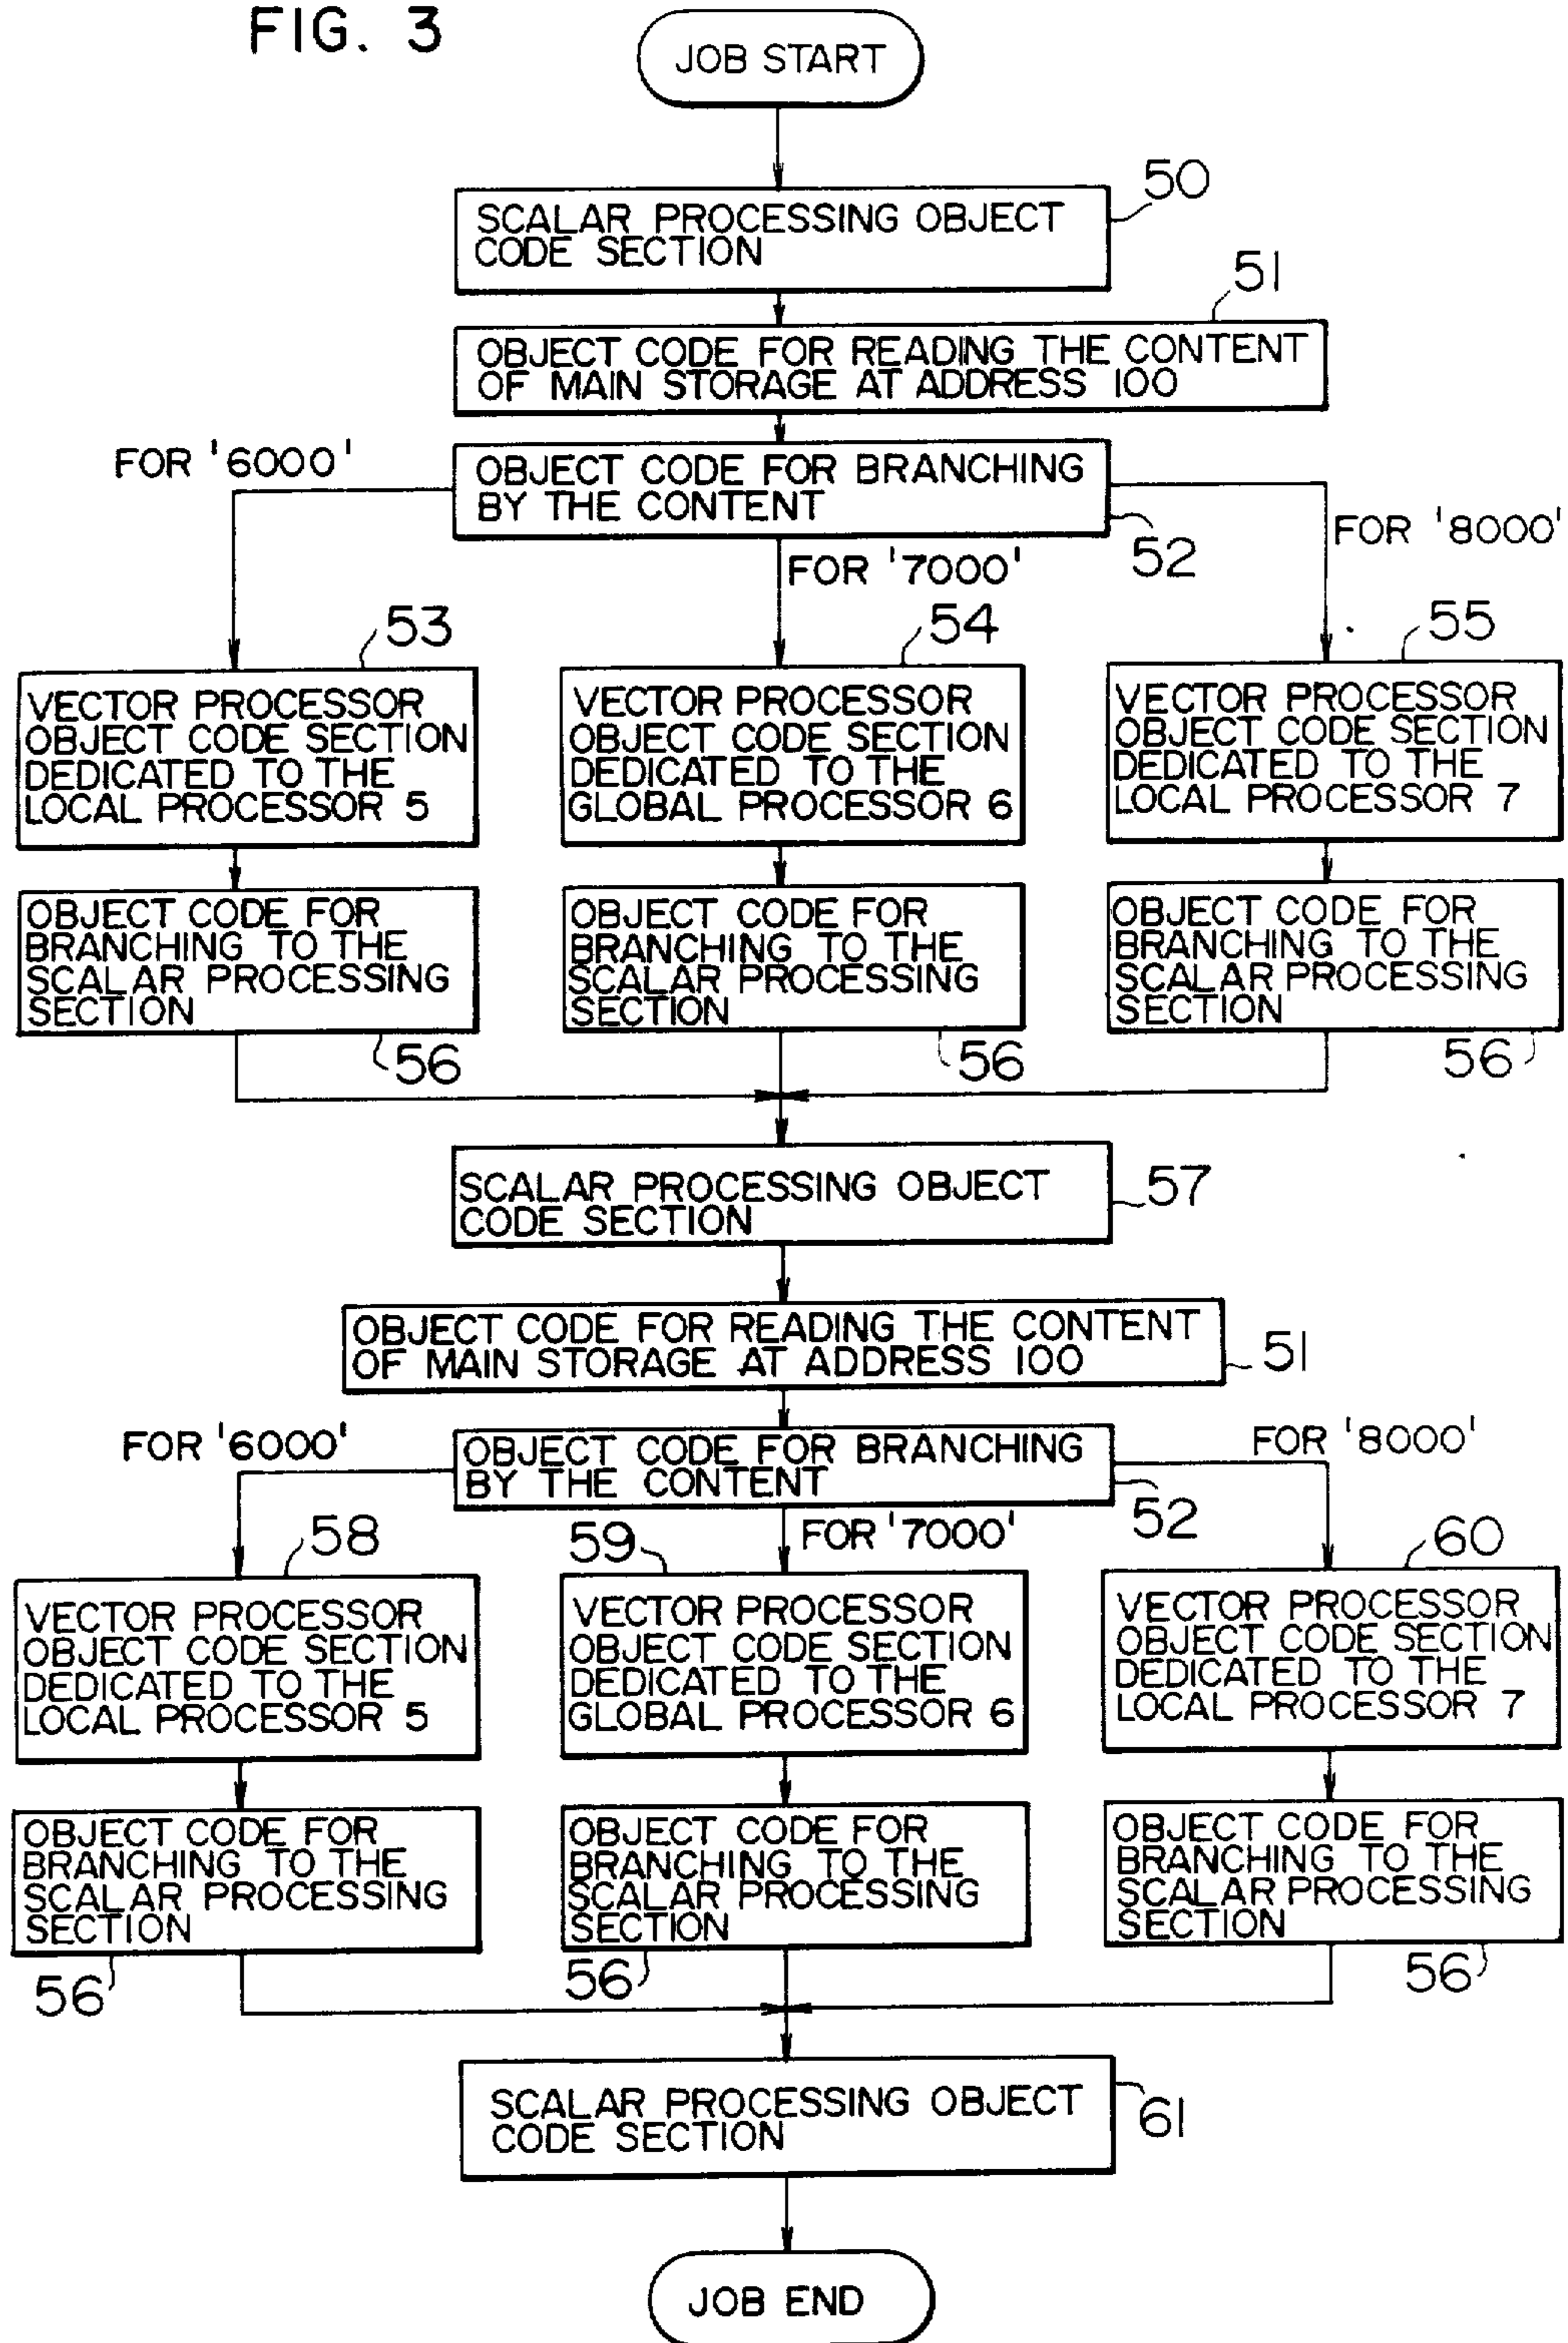 FIG. 3
JOB START
50
SCALAR PROCESSING OBJECT
CODE SECTION
51
OBJECT CODE FOR READING THE CONTENT
OF MAIN STORAGE AT ADDRESS 100
FOR '6000'
OBJECT CODE FOR BRANCHING
BY THE CONTENT
52
FOR '7000'
FOR '8000'
53
VECTOR PROCESSOR
OBJECT CODE SECTION
DEDICATED TO THE
LOCAL PROCESSOR 5
54
VECTOR PROCESSOR
OBJECT CODE SECTION
DEDICATED TO THE
GLOBAL PROCESSOR 6
55
VECTOR PROCESSOR
OBJECT CODE SECTION
DEDICATED TO THE
LOCAL PROCESSOR 7
OBJECT CODE FOR
BRANCHING TO THE
SCALAR PROCESSING
SECTION
56
OBJECT CODE FOR
BRANCHING TO THE
SCALAR PROCESSING
SECTION
56
OBJECT CODE FOR
BRANCHING TO THE
SCALAR PROCESSING
SECTION
56
SCALAR PROCESSING OBJECT
CODE SECTION
57
OBJECT CODE FOR READING THE CONTENT
OF MAIN STORAGE AT ADDRESS 100
51
FOR '6000'
OBJECT CODE FOR BRANCHING
BY THE CONTENT
52
FOR '7000'
FOR '8000'
58
VECTOR PROCESSOR
OBJECT CODE SECTION
DEDICATED TO THE
LOCAL PROCESSOR 5
59
VECTOR PROCESSOR
OBJECT CODE SECTION
DEDICATED TO THE
GLOBAL PROCESSOR 6
60
VECTOR PROCESSOR
OBJECT CODE SECTION
DEDICATED TO THE
LOCAL PROCESSOR 7
OBJECT CODE FOR
BRANCHING TO THE
SCALAR PROCESSING
SECTION
56
OBJECT CODE FOR
BRANCHING TO THE
SCALAR PROCESSING
SECTION
56
OBJECT CODE FOR
BRANCHING TO THE
SCALAR PROCESSING
SECTION
56
SCALAR PROCESSING OBJECT
CODE SECTION
61
JOB END